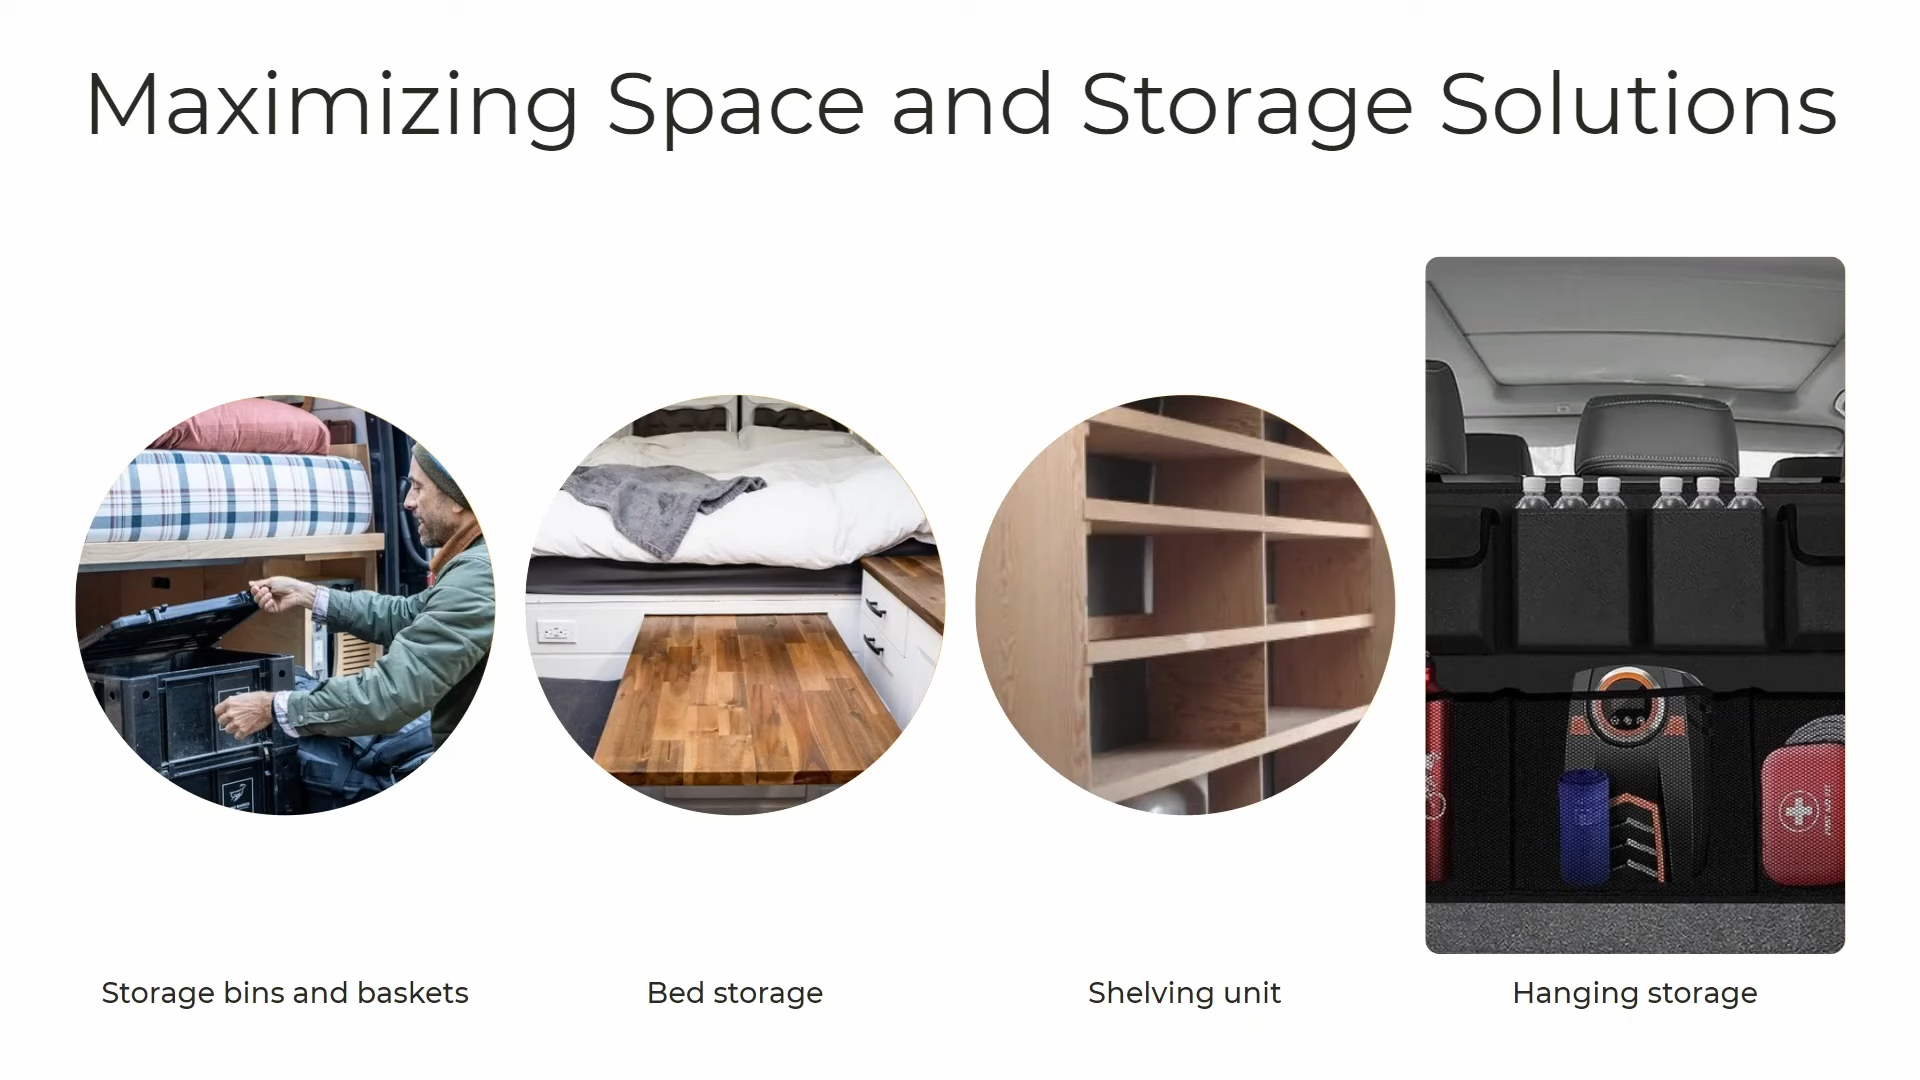 Maximizing Space and Storage Solutions
Storage bins and baskets
Bed storage
Shelving unit
Hanging storage